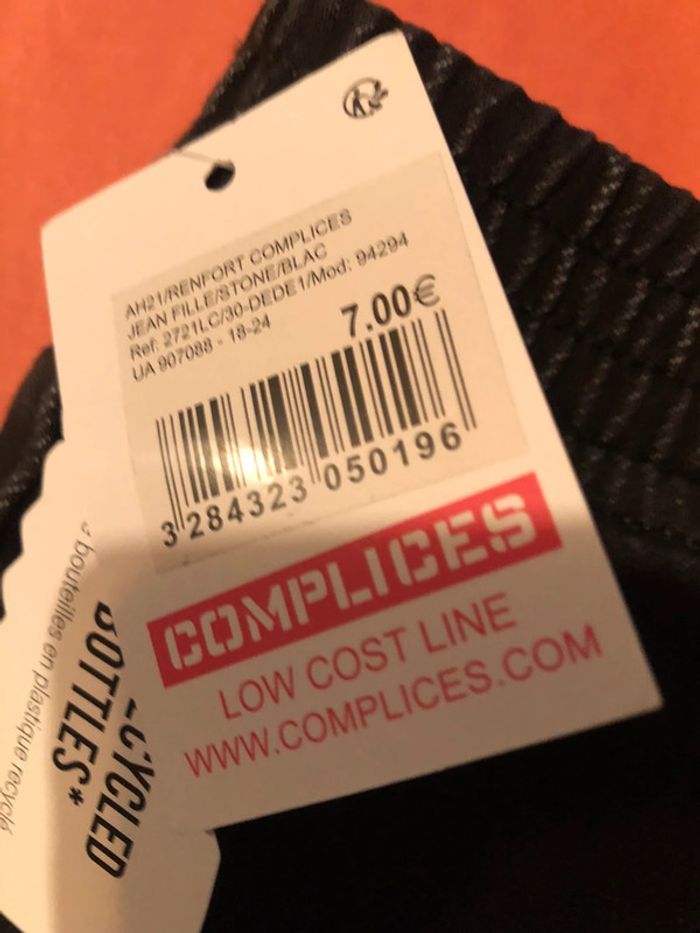 AH21/RENFORT COMPLICES
JEAN FILLE/STONE/BLAC
Ref: 2721LC/30-DEDE1/Mod: 94294
UA 907088 - 18-24
7.00€
3 284323 050196
COMPLICES
LOW COST LINE
WWW.COMPLICES.COM
bouteilles en plastique recyclé
BOTTLES*